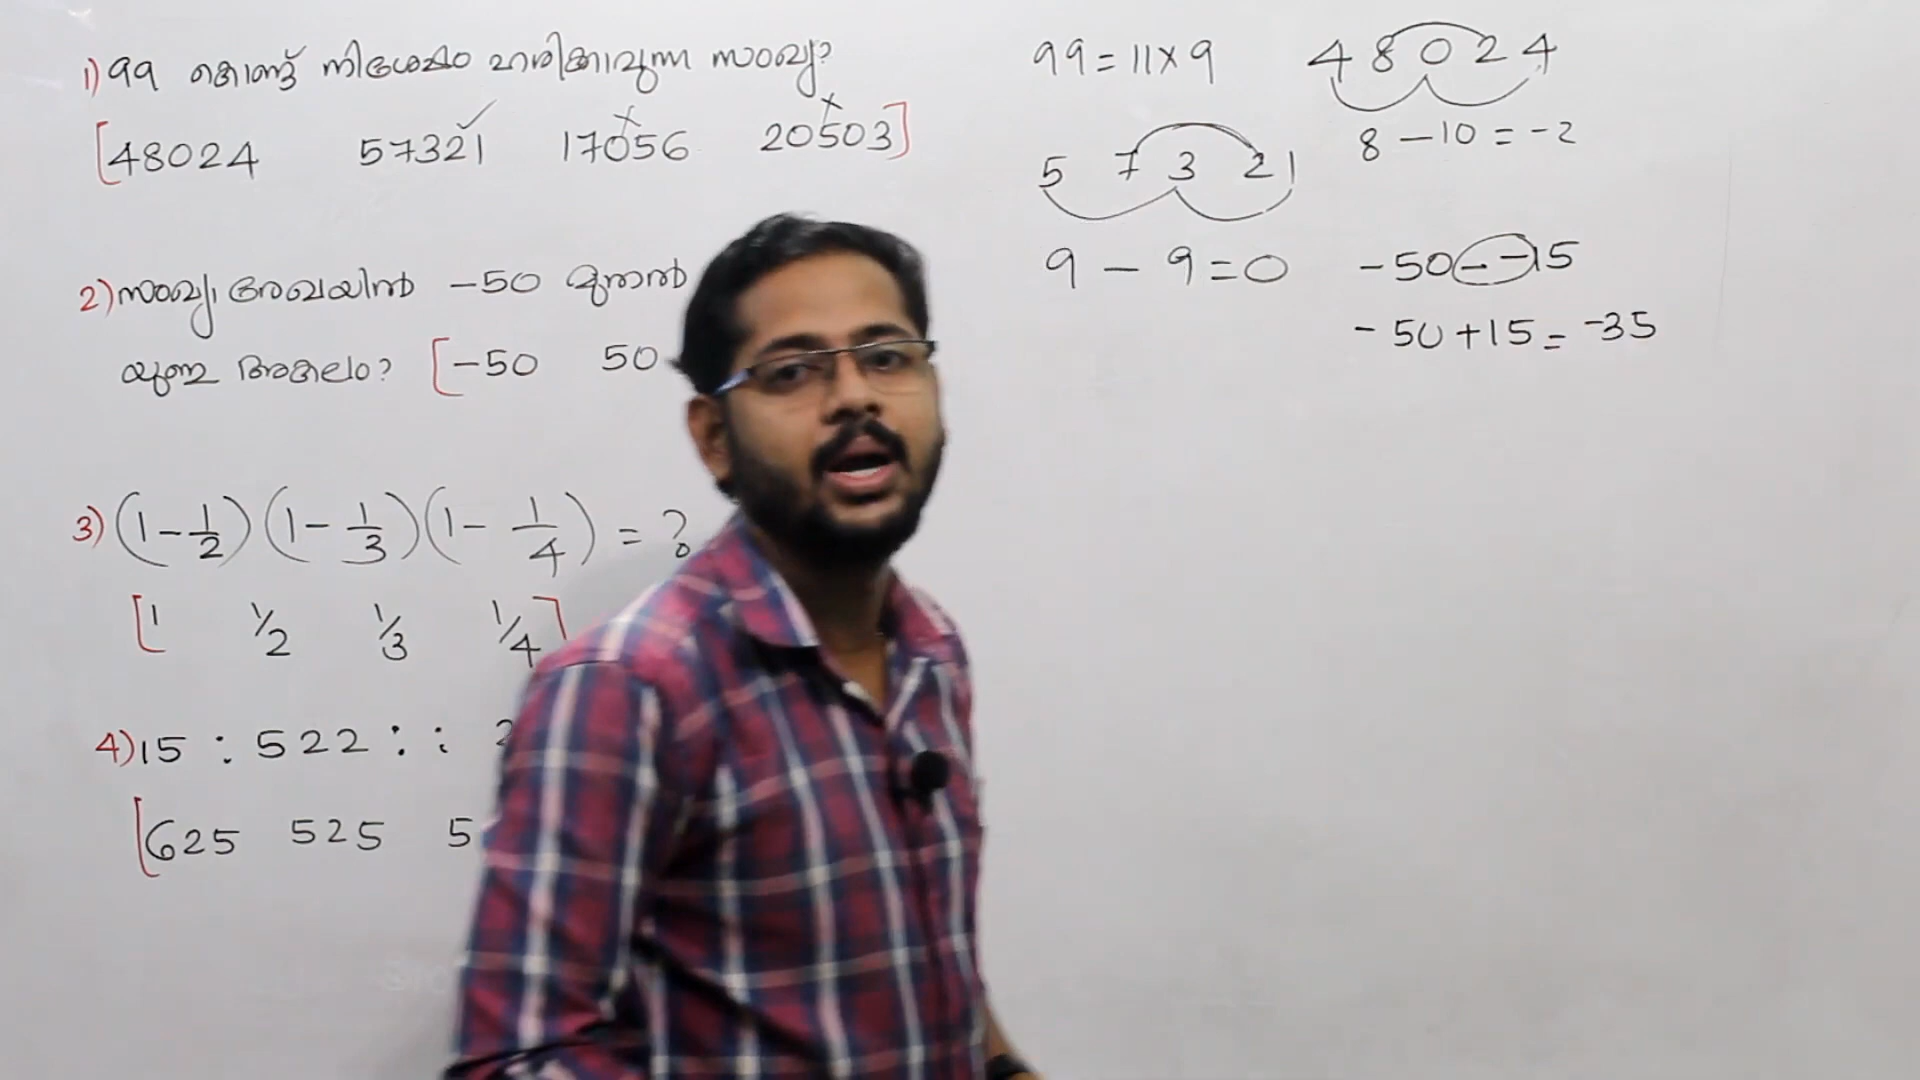 1) 99 കൊണ്ട് നിശേഷം ഹരിക്കാവുന്ന സംഖ്യ?
[48024 57321 ✓ 17056 × 20503 ×]
2) സംഖ്യാ രേഖയിൽ -50 മുതൽ
യുള്ള അകലം? [-50 50
3) (1-1/2)(1-1/3)(1-1/4) = ?
[1 1/2 1/3 1/4]
4) 15 : 522 : :
[625 525 5
99 = 11×9
5 7 3 2 1
9 - 9 = 0
4 8 0 2 4
8 - 10 = -2
-50 - -15
-50 + 15 = -35